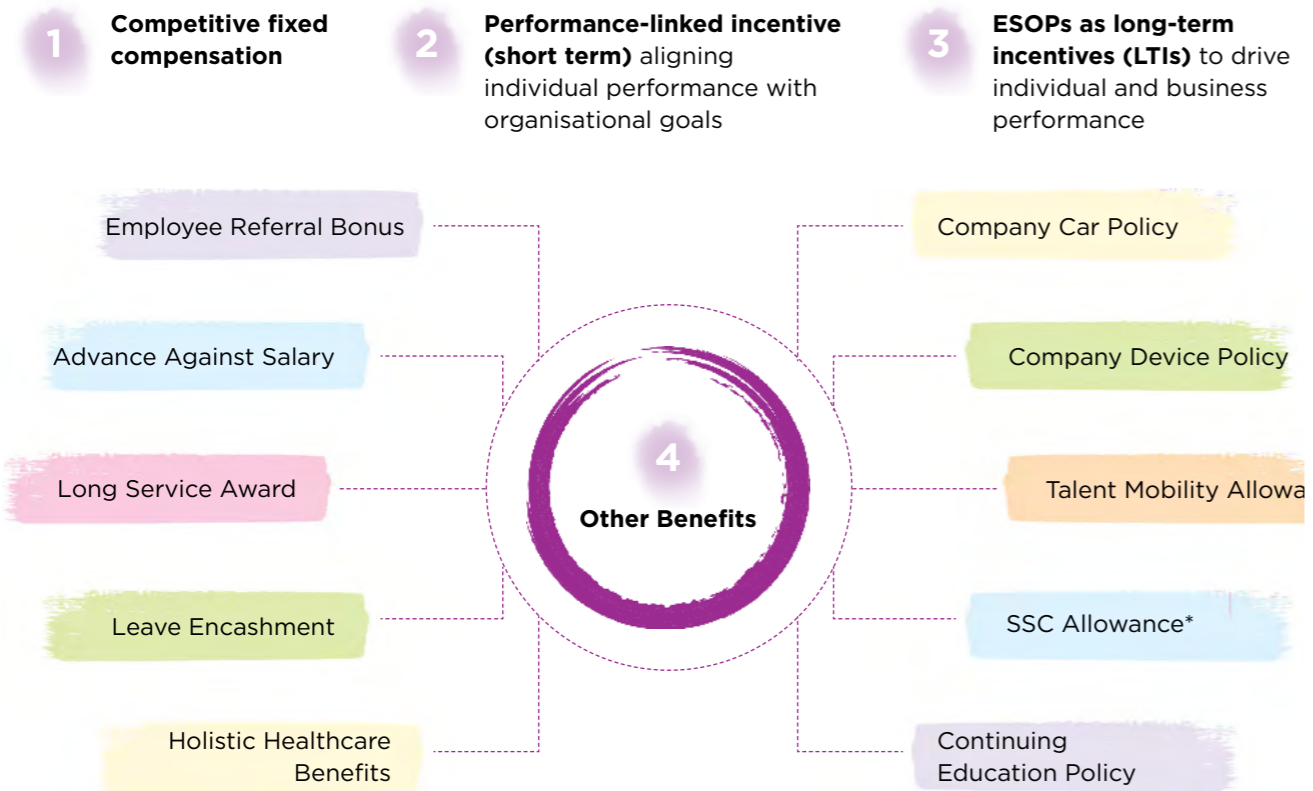 1
Competitive fixed
compensation
2
Performance-linked incentive
(short term) aligning
individual performance with
organisational goals
3
ESOPs as long-term
incentives (LTIs) to drive
individual and business
performance
Employee Referral Bonus
Advance Against Salary
Long Service Award
Leave Encashment
Holistic Healthcare
Benefits
4
Other Benefits
Company Car Policy
Company Device Policy
Talent Mobility
SSC Allowance*
Continuing
Education Policy